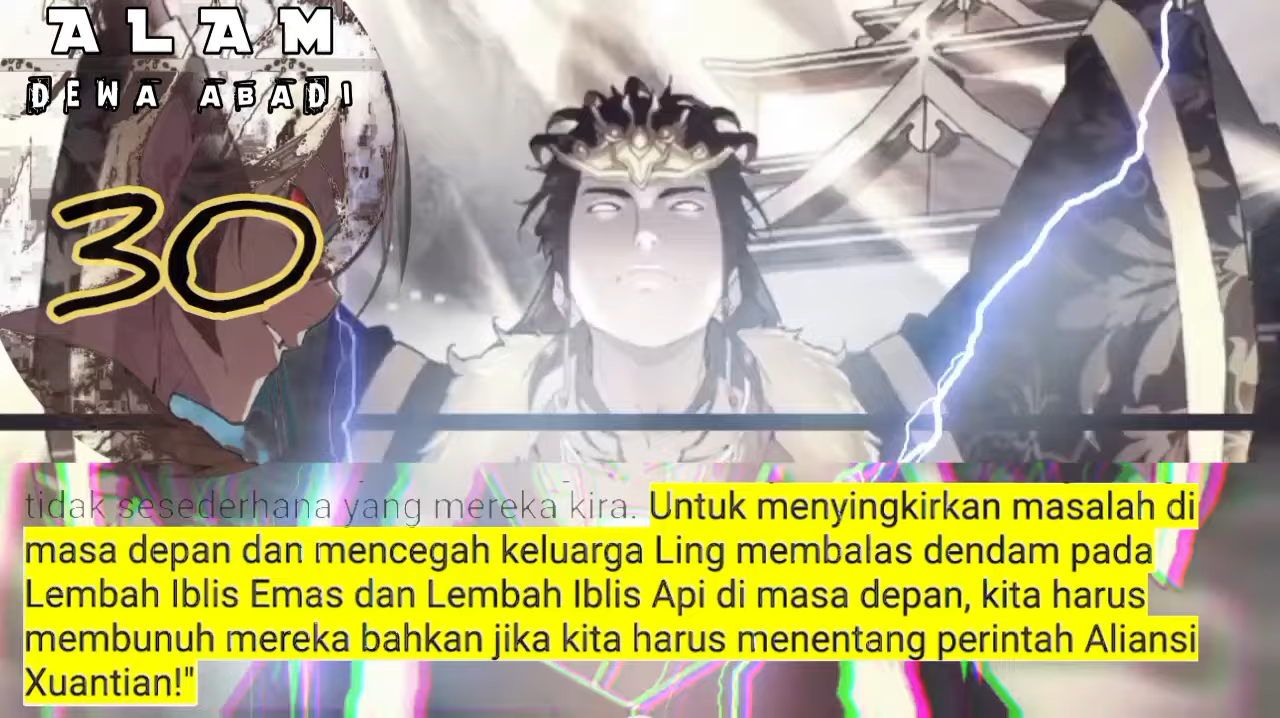 ALAM
DEWA ABADI
30
tidak sesederhana yang mereka kira. Untuk menyingkirkan masalah di
masa depan dan mencegah keluarga Ling membalas dendam pada
Lembah Iblis Emas dan Lembah Iblis Api di masa depan, kita harus
membunuh mereka bahkan jika kita harus menentang perintah Aliansi
Xuantian!"